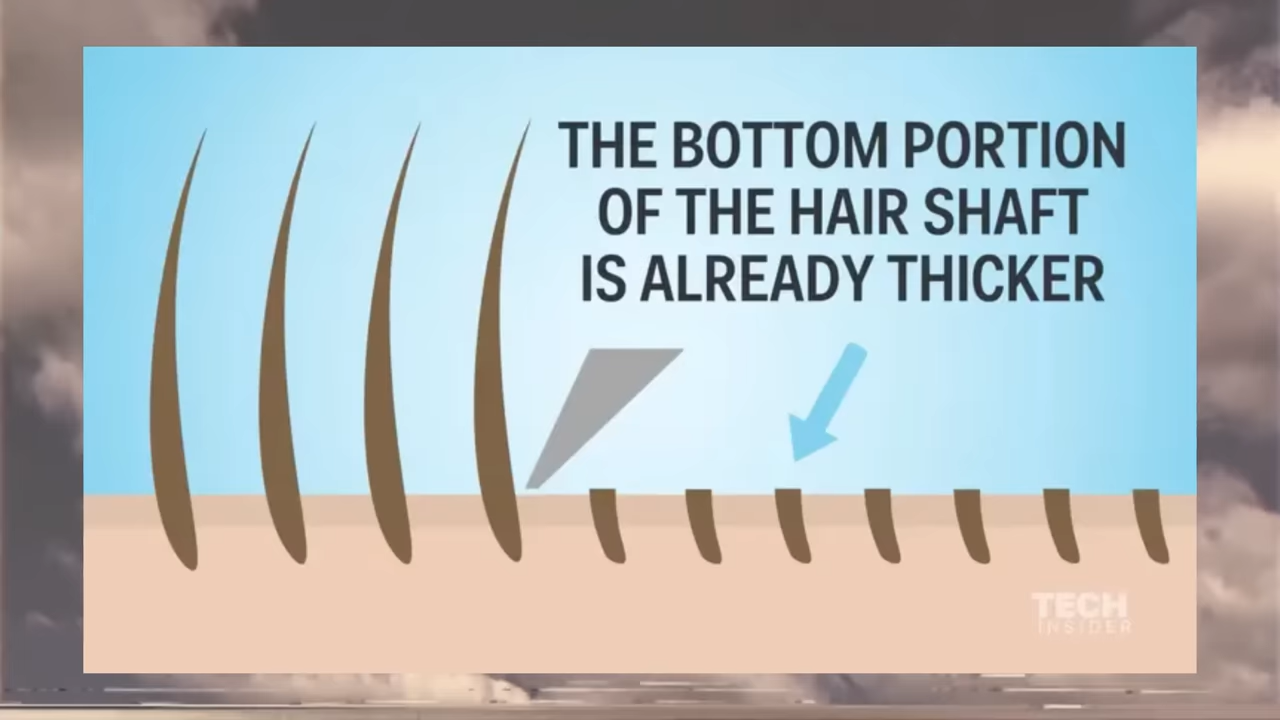 THE BOTTOM PORTION
OF THE HAIR SHAFT
IS ALREADY THICKER
TECH
INSIDER